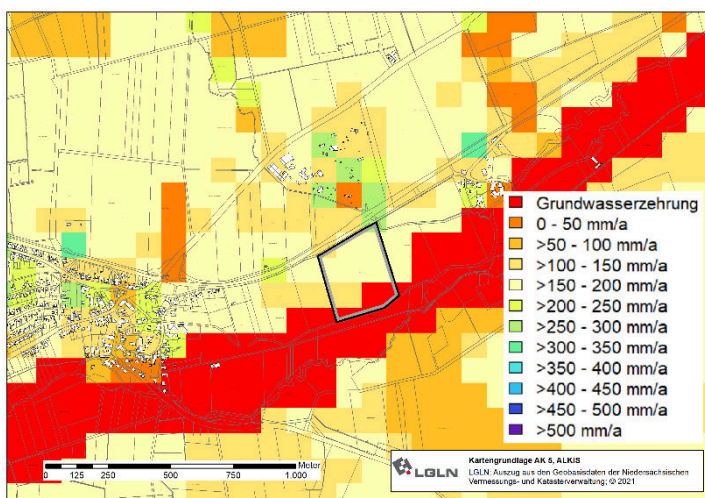 Grundwasserzehrung
0 - 50 mm/a
>50 - 100 mm/a
>100 - 150 mm/a
>150 - 200 mm/a
>200 - 250 mm/a
>250 - 300 mm/a
>300 - 350 mm/a
>350 - 400 mm/a
>400 - 450 mm/a
>450 - 500 mm/a
>500 mm/a
Meter
0 125 250 500 750 1.000
LGLN
Kartengrundlage AK 5, ALKIS
LGLN: Auszug aus den Geobasisdaten der Niedersächsischen
Vermessungs- und Katasterverwaltung; © 2021